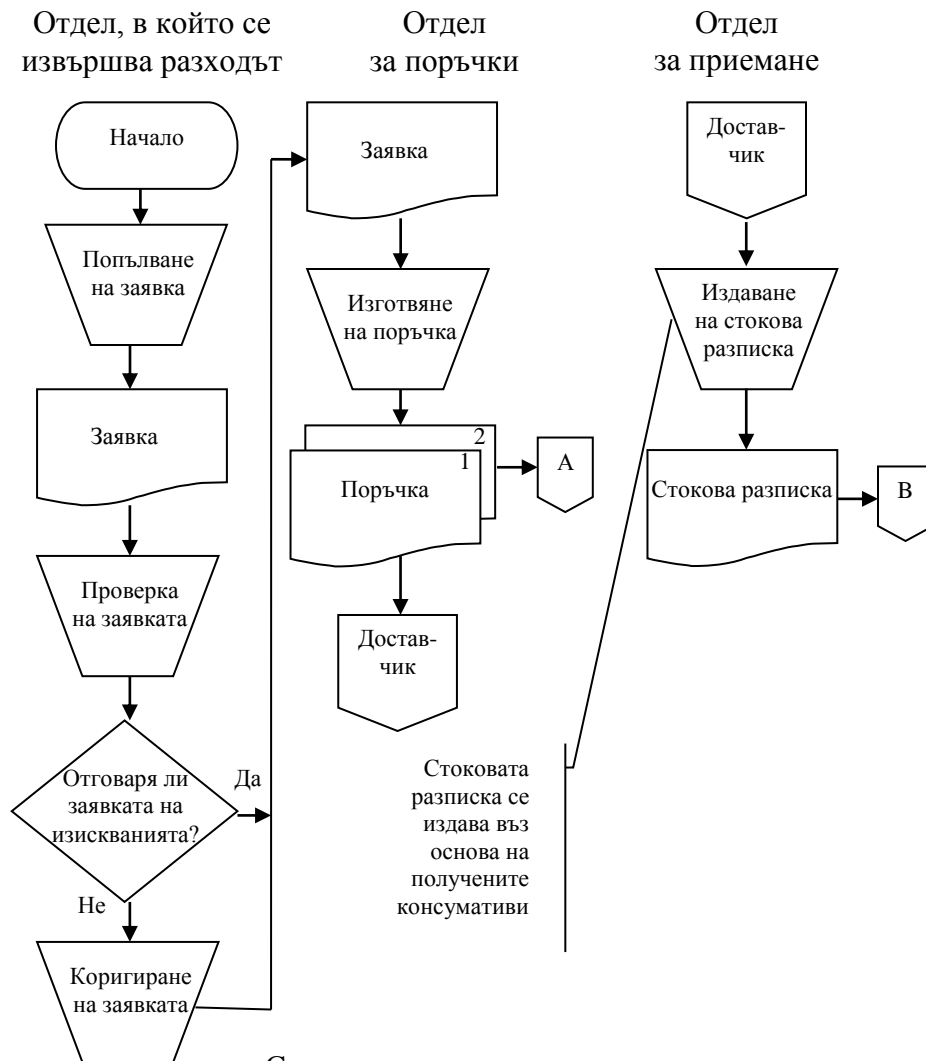 Отдел, в който се
извършва разходът
Отдел
за поръчки
Отдел
за приемане
Начало
Попълване
на заявка
Заявка
Проверка
на заявката
Отговаря ли
заявката на
изискванията?
Да
Не
Коригиране
на заявката
Заявка
Изготвяне
на поръчка
2
1
Поръчка
А
Достав-
чик
Стоковата
разписка се
издава въз
основа на
получените
консумативи
Достав-
чик
Издаване
на стокова
разписка
Стокова разписка
В